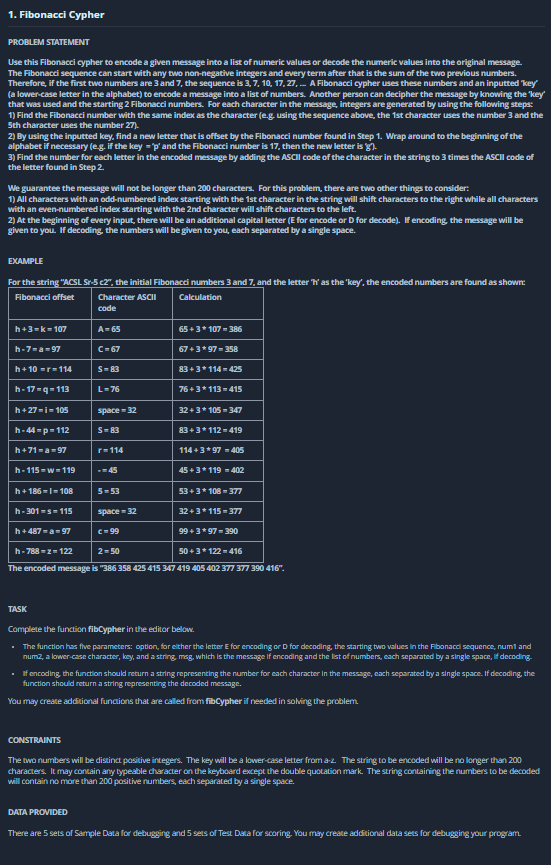 1. Fibonacci Cypher
PROBLEM STATEMENT
Use this Fibonacci cypher to encode a given message into a list of numeric values or decode the numeric values into the original message.
The Fibonacci sequence can start with any two non-negative integers and every term after that is the sum of the two previous numbers.
Therefore, if the first two numbers are 3 and 7, the sequence is 3, 7, 10, 17, 27, ... A Fibonacci cypher uses these numbers and an inputted 'key'
(a lower-case letter in the alphabet) to encode a message into a list of numbers. Another person can decipher the message by knowing the 'key'
that was used and the starting 2 Fibonacci numbers. For each character in the message, integers are generated by using the following steps:
1) Find the Fibonacci number with the same index as the character (e.g. using the sequence above, the 1st character uses the number 3 and the
5th character uses the number 27).
2) By using the inputted key, find a new letter that is offset by the Fibonacci number found in Step 1. Wrap around to the beginning of the
alphabet if necessary (e.g. if the key = 'p' and the Fibonacci number is 17, then the new letter is 'g').
3) Find the number for each letter in the encoded message by adding the ASCII code of the character in the string to 3 times the ASCII code of
the letter found in Step 2.
We guarantee the message will not be longer than 200 characters. For this problem, there are two other things to consider:
1) All characters with an odd-numbered index starting with the 1st character in the string will shift characters to the right while all characters
with an even-numbered index starting with the 2nd character will shift characters to the left.
2) At the beginning of every input, there will be an additional capital letter (E for encode or D for decode). If encoding, the message will be
given to you. If decoding, the numbers will be given to you, each separated by a single space.
EXAMPLE
For the string "ACSL Sr-5 c2", the initial Fibonacci numbers 3 and 7, and the letter 'h' as the 'key', the encoded numbers are found as shown:
Fibonacci offset Character ASCII code Calculation
h + 3 = k = 107 A = 65 65 + 3 * 107 = 386
h - 7 = a = 97 C = 67 67 + 3 * 97 = 358
h + 10 = r = 114 S = 83 83 + 3 * 114 = 425
h - 17 = q = 113 L = 76 76 + 3 * 113 = 415
h + 27 = i = 105 space = 32 32 + 3 * 105 = 347
h - 44 = p = 112 S = 83 83 + 3 * 112 = 419
h + 71 = a = 97 r = 114 114 + 3 * 97 = 405
h - 115 = w = 119 - = 45 45 + 3 * 119 = 402
h + 186 = l = 108 5 = 53 53 + 3 * 108 = 377
h - 301 = s = 115 space = 32 32 + 3 * 115 = 377
h + 487 = a = 97 c = 99 99 + 3 * 97 = 390
h - 788 = z = 122 2 = 50 50 + 3 * 122 = 416
The encoded message is "386 358 425 415 347 419 405 402 377 377 390 416".
TASK
Complete the function fibCypher in the editor below.
• The function has five parameters: option, for either the letter E for encoding or D for decoding, the starting two values in the Fibonacci sequence, num1 and
num2, a lower-case character, key, and a string, msg, which is the message if encoding and the list of numbers, each separated by a single space, if decoding.
• If encoding, the function should return a string representing the number for each character in the message, each separated by a single space. If decoding, the
function should return a string representing the decoded message.
You may create additional functions that are called from fibCypher if needed in solving the problem.
CONSTRAINTS
The two numbers will be distinct positive integers. The key will be a lower-case letter from a-z. The string to be encoded will be no longer than 200
characters. It may contain any typeable character on the keyboard except the double quotation mark. The string containing the numbers to be decoded
will contain no more than 200 positive numbers, each separated by a single space.
DATA PROVIDED
There are 5 sets of Sample Data for debugging and 5 sets of Test Data for scoring. You may create additional data sets for debugging your program.